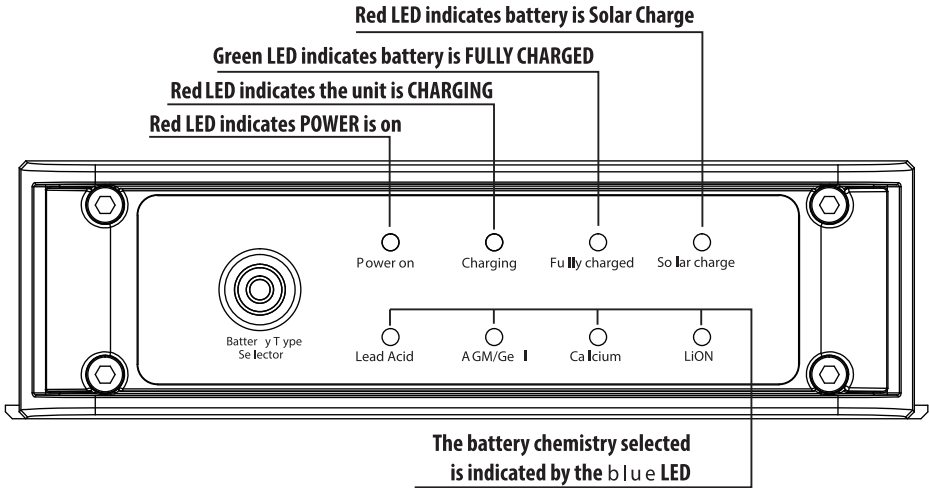 Red LED indicates battery is Solar Charge
Green LED indicates battery is FULLY CHARGED
Red LED indicates the unit is CHARGING
Red LED indicates POWER is on
Power on
Charging
Fully charged
Solar charge
Battery Type
Selector
Lead Acid
AGM/Gel
Calcium
LiON
The battery chemistry selected
is indicated by the blue LED